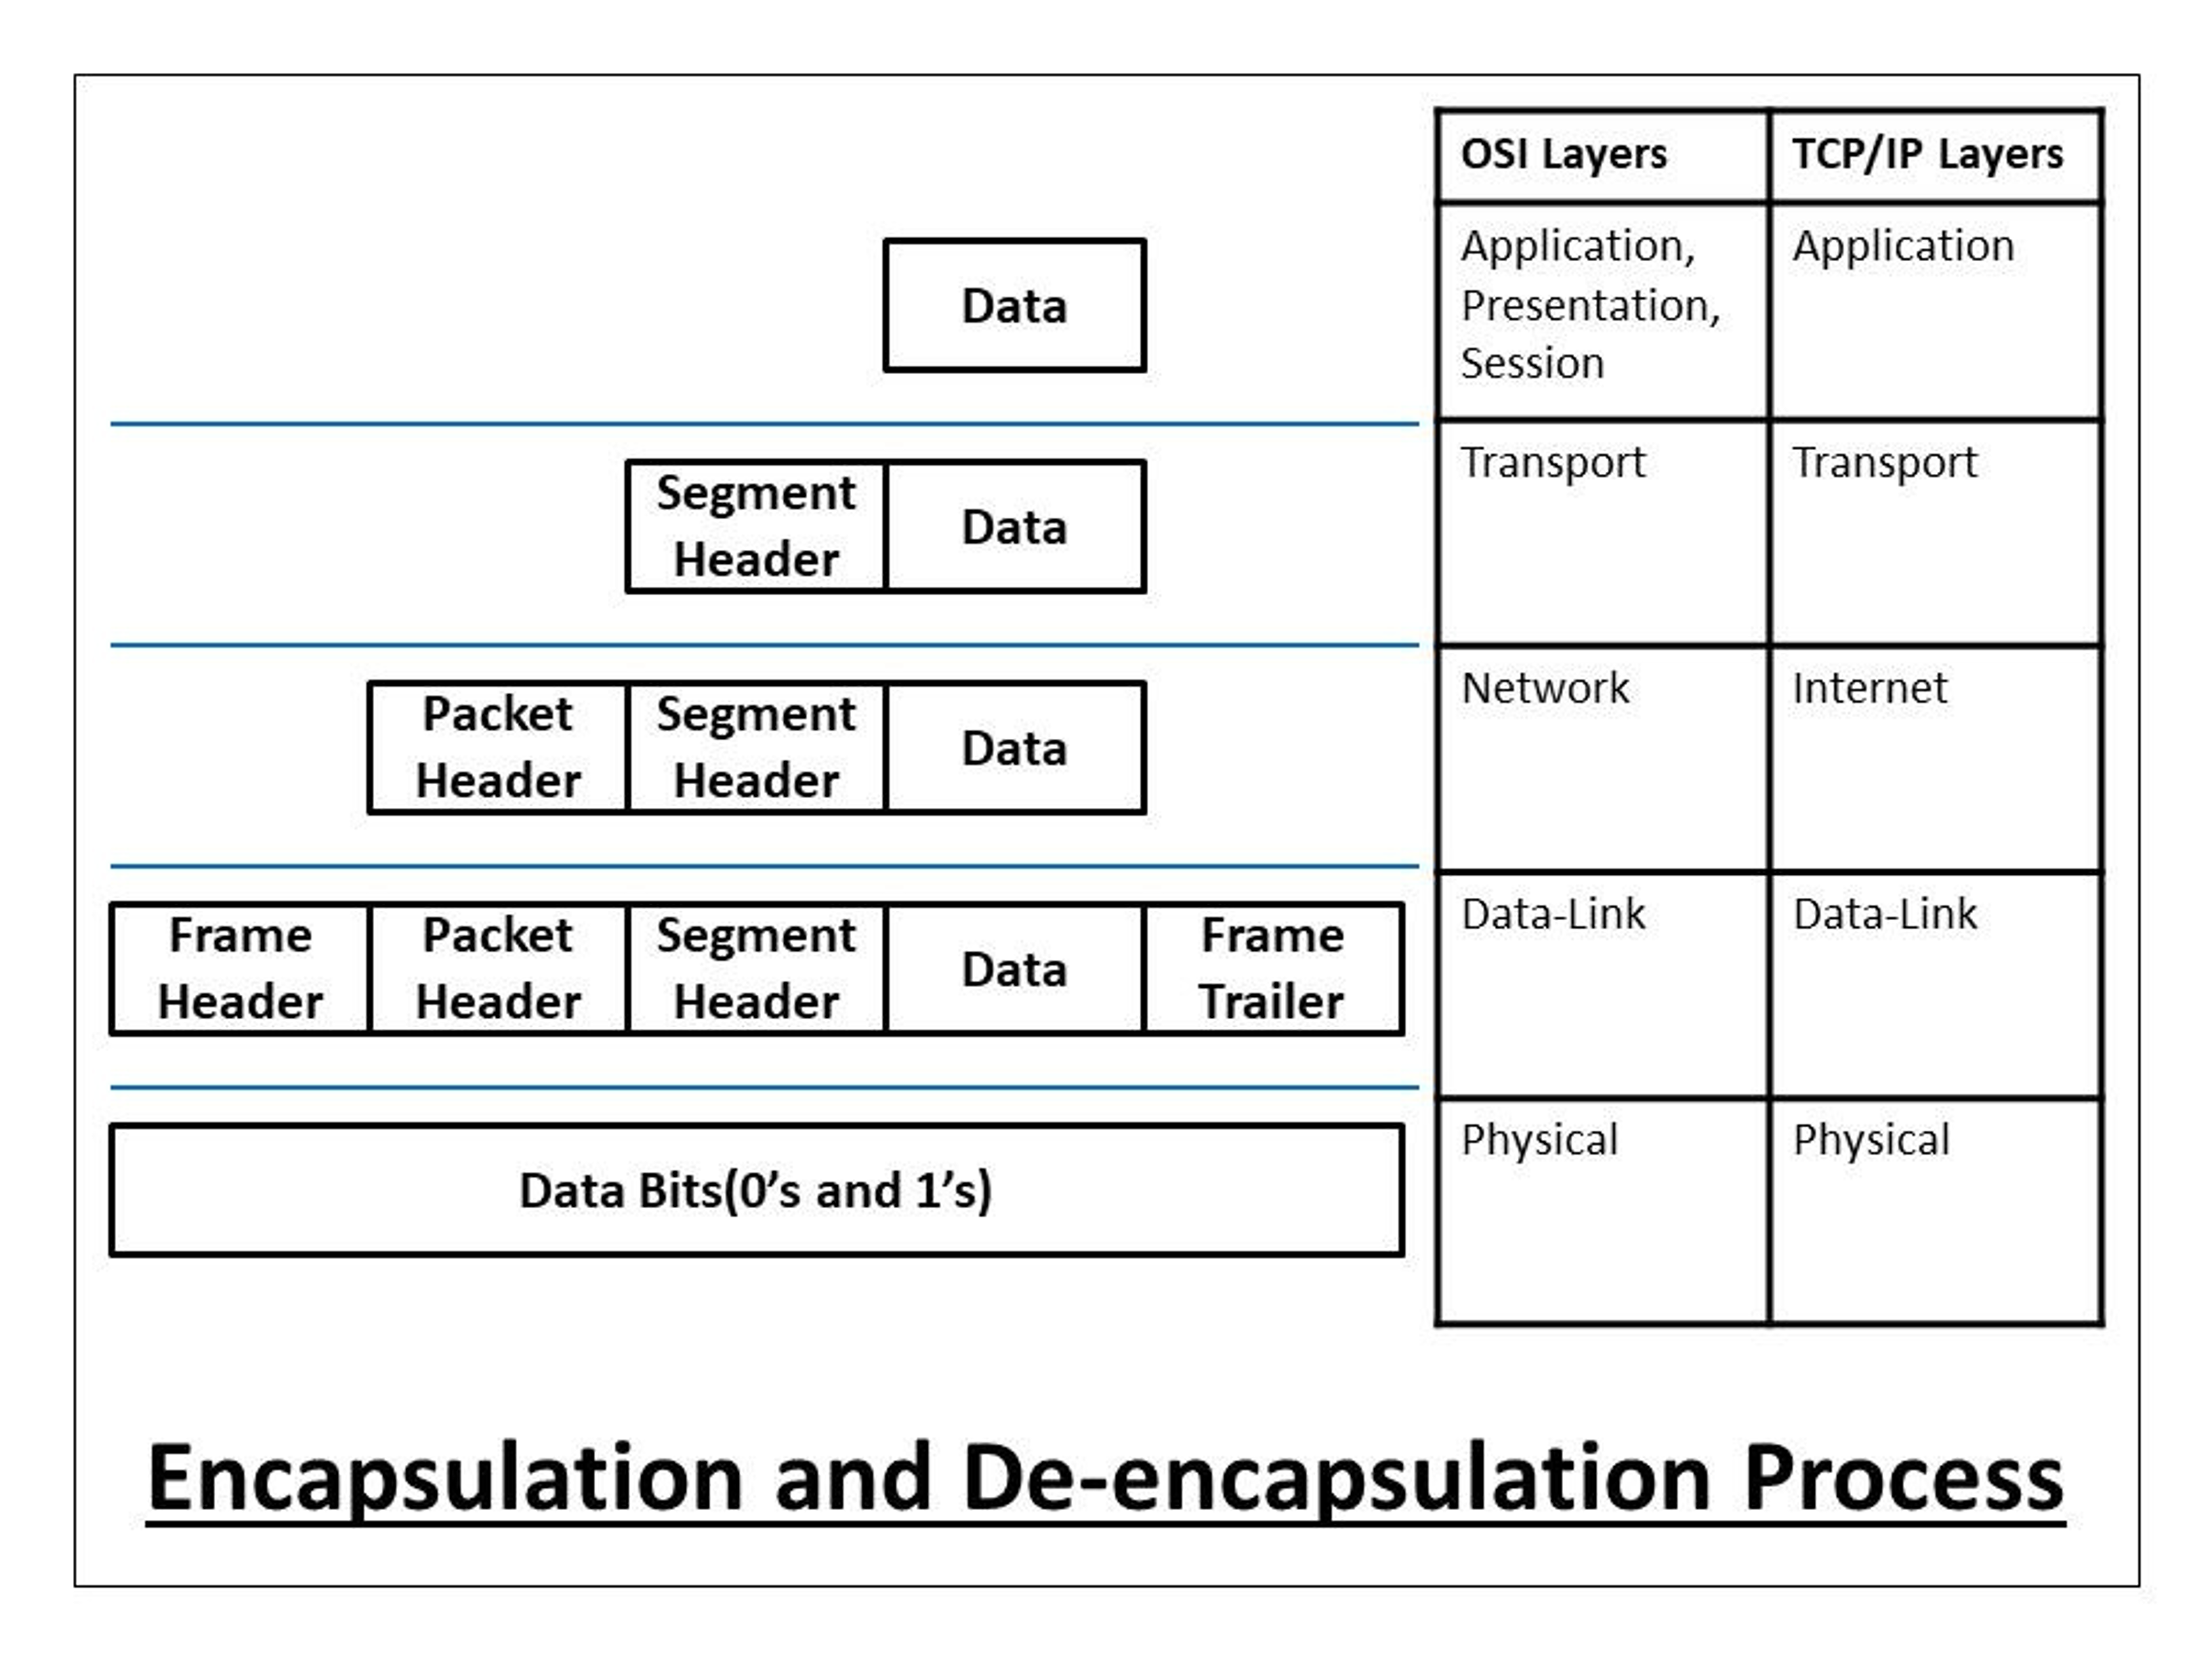 OSI Layers
TCP/IP Layers
Data
Application,
Presentation,
Session
Application
Segment
Header
Data
Transport
Transport
Packet
Header
Segment
Header
Data
Network
Internet
Frame
Header
Packet
Header
Segment
Header
Data
Frame
Trailer
Data-Link
Data-Link
Data Bits(0’s and 1’s)
Physical
Physical
Encapsulation and De-encapsulation Process